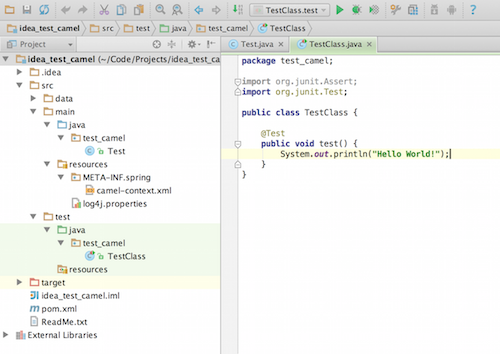 TestClass.test
idea_test_camel src test java test_camel TestClass
Project
Test.java TestClass.java
idea_test_camel (~/Code/Projects/idea_test_ca
.idea
src
data
main
java
test_camel
Test
resources
META-INF.spring
camel-context.xml
log4j.properties
test
java
test_camel
TestClass
resources
target
idea_test_camel.iml
pom.xml
ReadMe.txt
External Libraries
package test_camel;
import org.junit.Assert;
import org.junit.Test;
public class TestClass {
@Test
public void test() {
System.out.println("Hello World!");
}
}